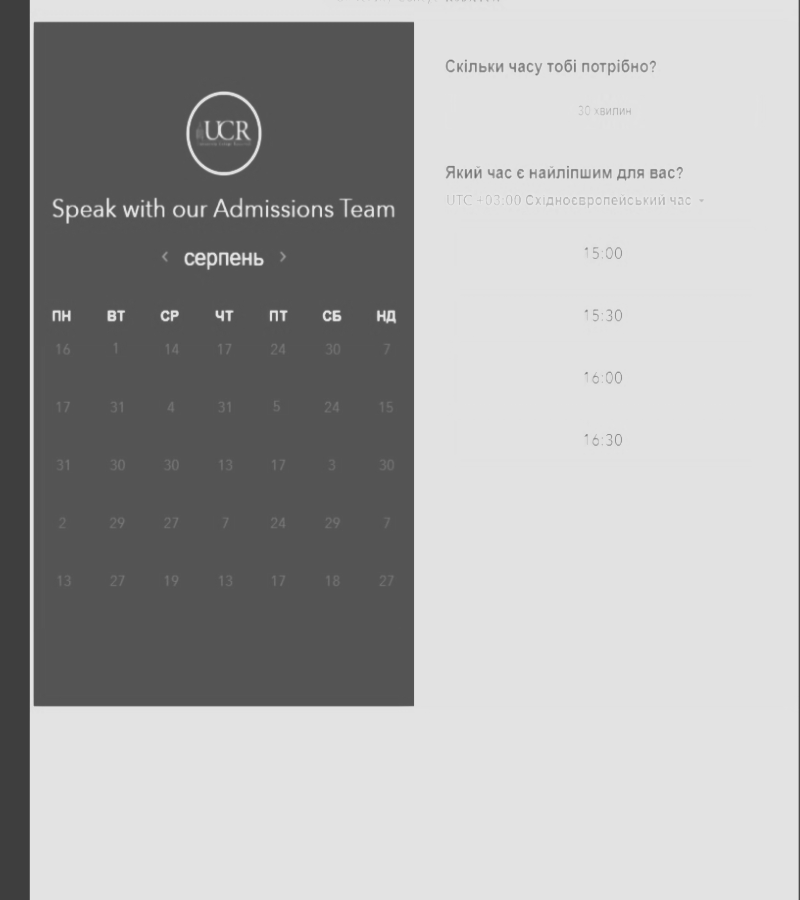 UCR
Speak with our Admissions Team
< серпень >
ПН ВТ СР ЧТ ПТ СБ НД
16 1 14 17 24 30 7
17 31 4 31 5 24 15
31 30 30 13 17 3 30
2 29 27 7 24 29 7
13 27 19 13 17 18 27
Скільки часу тобі потрібно?
30 хвилин
Який час є найліпшим для вас?
UTC +03:00 Східноєвропейський час
15:00
15:30
16:00
16:30